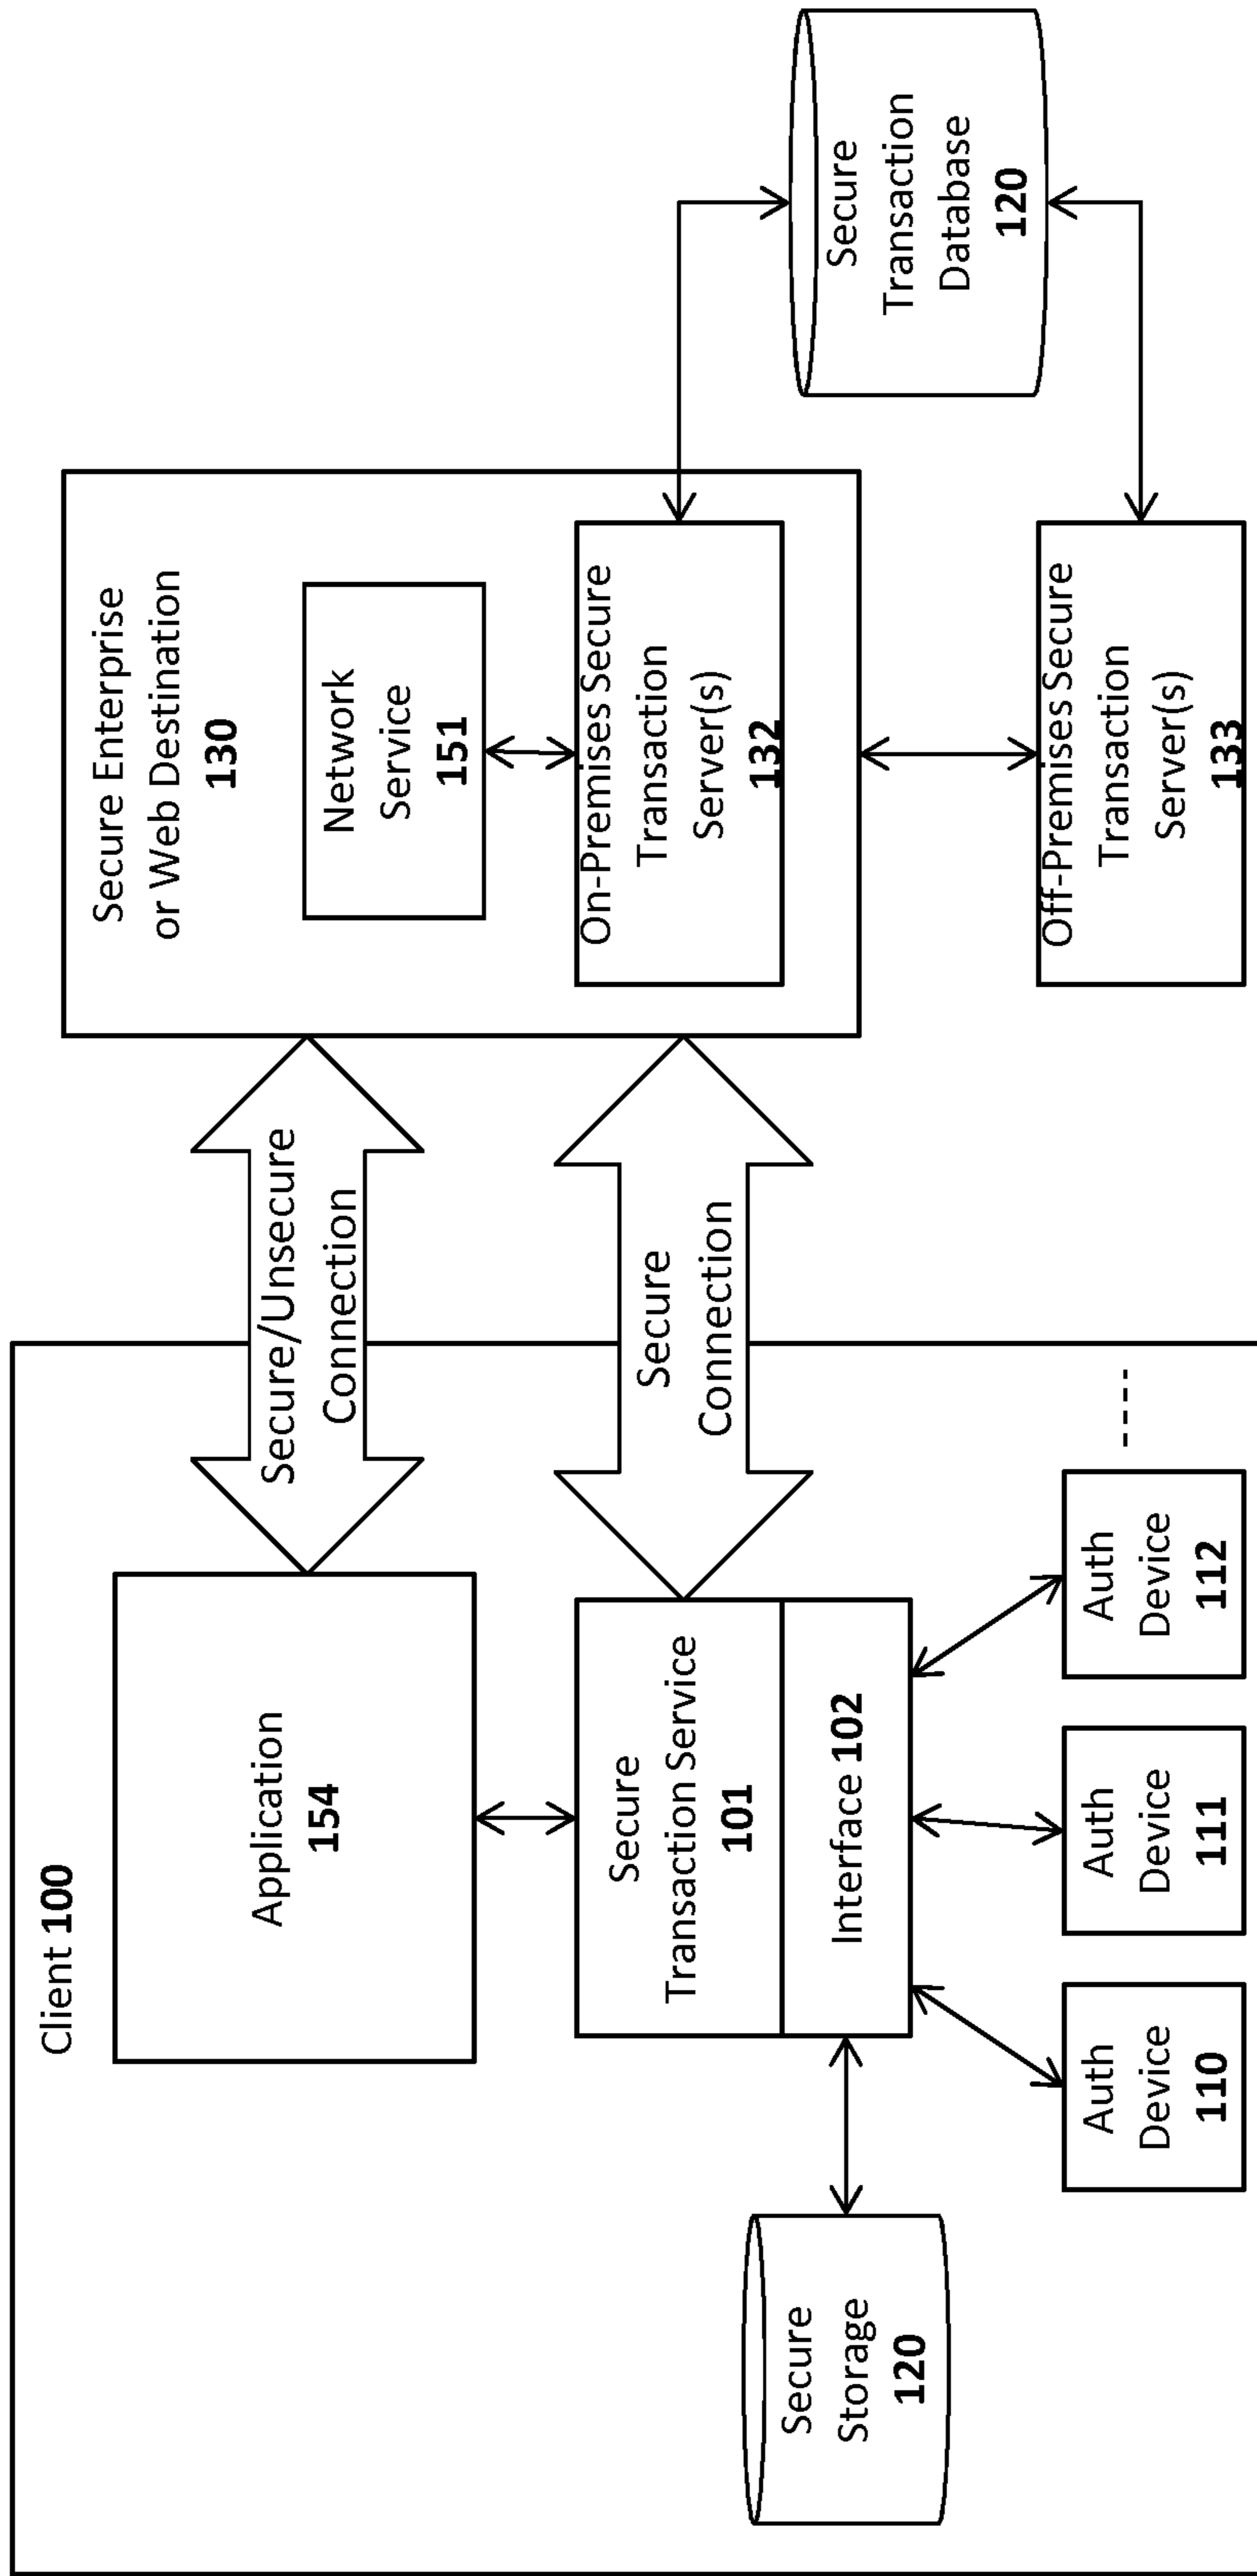 Client 100
Application
154
Secure
Transaction Service
101
Interface 102
Secure
Storage
120
Auth
Device
110
Auth
Device
111
Auth
Device
112
Secure/Unsecure
Connection
Secure
Connection
Secure Enterprise
or Web Destination
130
Network
Service
151
On-Premises Secure
Transaction
Server(s)
132
Off-Premises Secure
Transaction
Server(s)
133
Secure
Transaction
Database
120